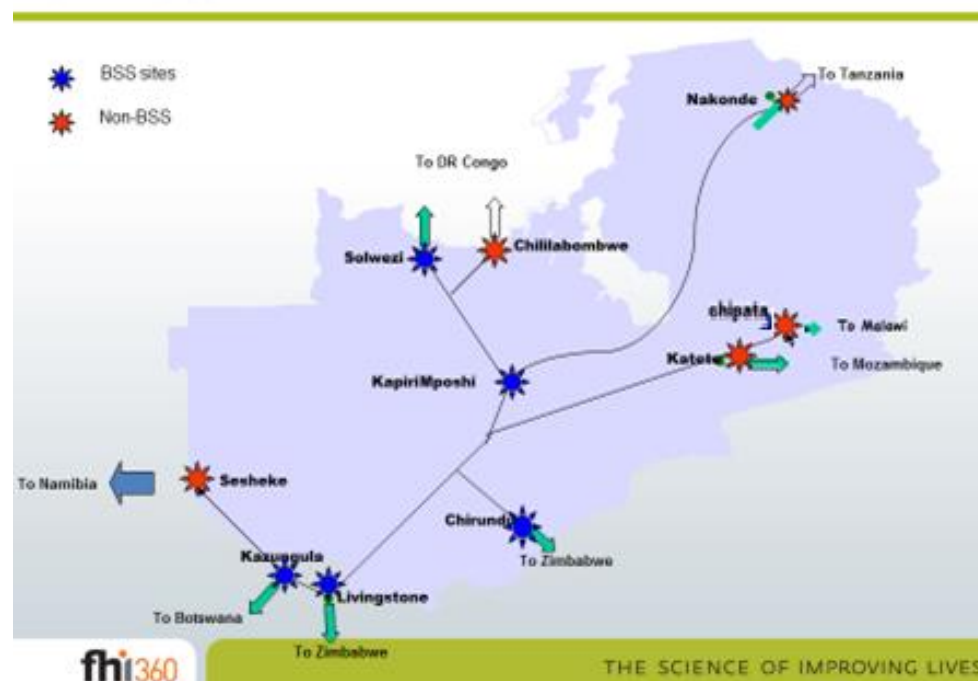 BSS sites
Non-BSS
To Tanzania
Nakonde
To DR Congo
Solwezi
Chililabombwe
chipata
To Malawi
Katete
To Mozambique
KapiriMposhi
To Namibia
Sesheke
Chirundu
To Zimbabwe
Kazungula
Livingstone
To Botswana
To Zimbabwe
fhi360
THE SCIENCE OF IMPROVING LIVES